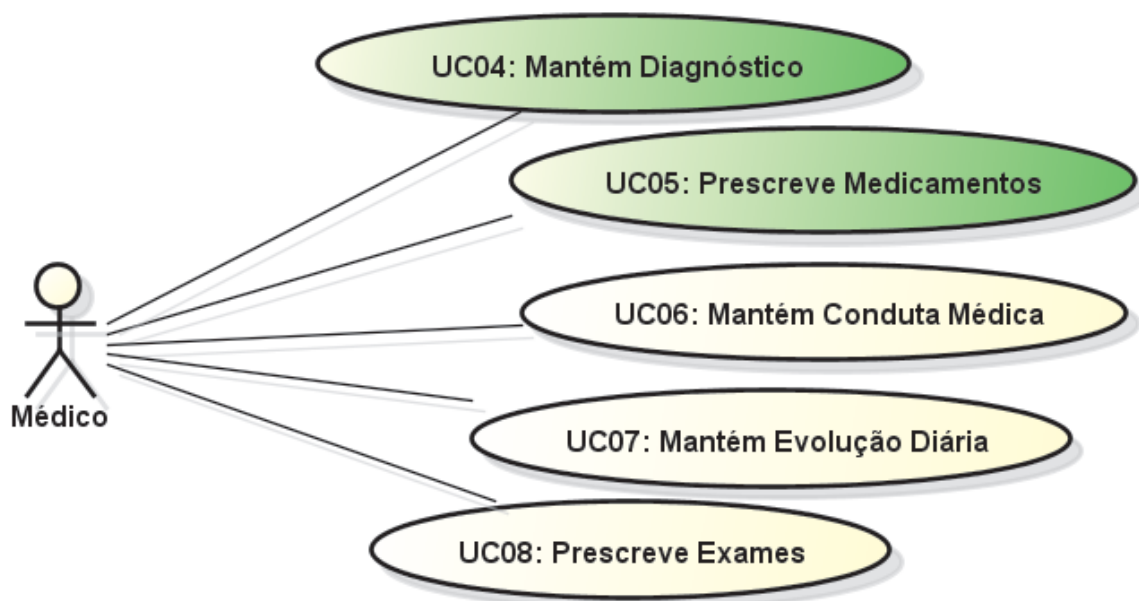 UC04: Mantém Diagnóstico
UC05: Prescreve Medicamentos
UC06: Mantém Conduta Médica
Médico
UC07: Mantém Evolução Diária
UC08: Prescreve Exames